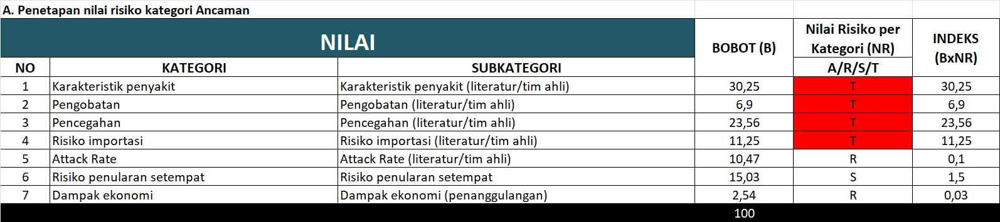 A. Penetapan nilai risiko kategori Ancaman
NILAI BOBOT (B) Nilai Risiko per Kategori (NR) INDEKS (BxNR)
NO KATEGORI SUBKATEGORI A/R/S/T
1 Karakteristik penyakit Karakteristik penyakit (literatur/tim ahli) 30,25 T 30,25
2 Pengobatan Pengobatan (literatur/tim ahli) 6,9 T 6,9
3 Pencegahan Pencegahan (literatur/tim ahli) 23,56 T 23,56
4 Risiko importasi Risiko importasi (literatur/tim ahli) 11,25 T 11,25
5 Attack Rate Attack Rate (literatur/tim ahli) 10,47 R 0,1
6 Risiko penularan setempat Risiko penularan setempat 15,03 S 1,5
7 Dampak ekonomi Dampak ekonomi (penanggulangan) 2,54 R 0,03
100